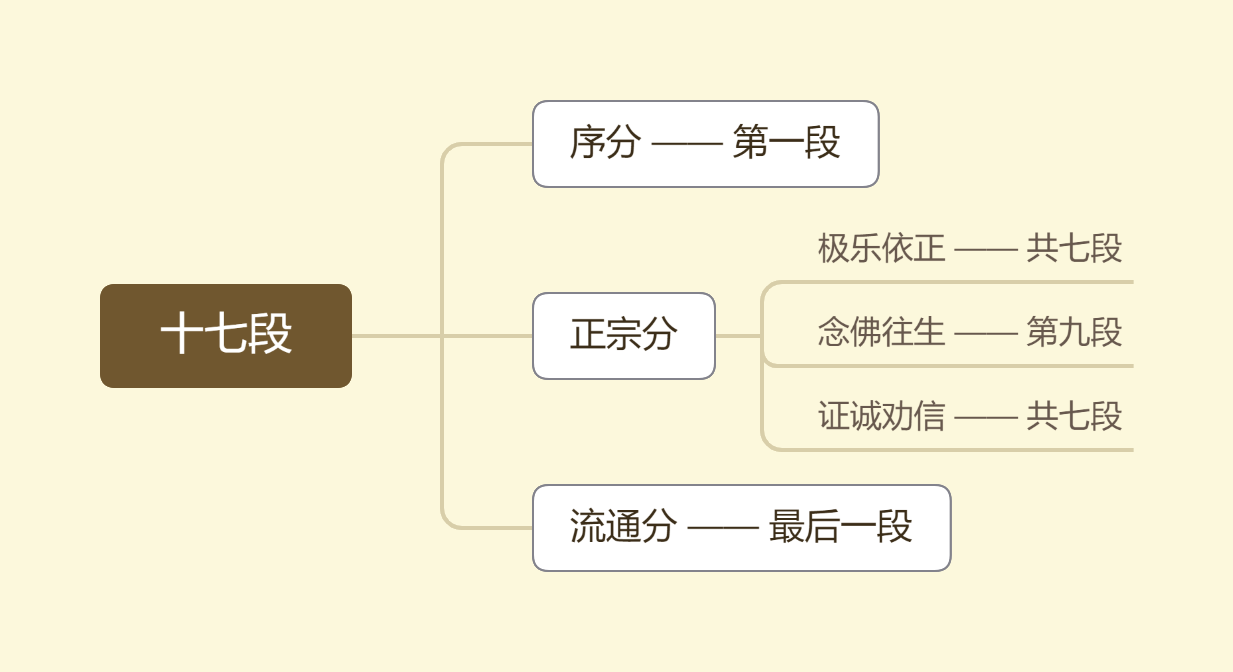 十七段
序分 —— 第一段
正宗分
极乐依正 —— 共七段
念佛往生 —— 第九段
证诚劝信 —— 共七段
流通分 —— 最后一段